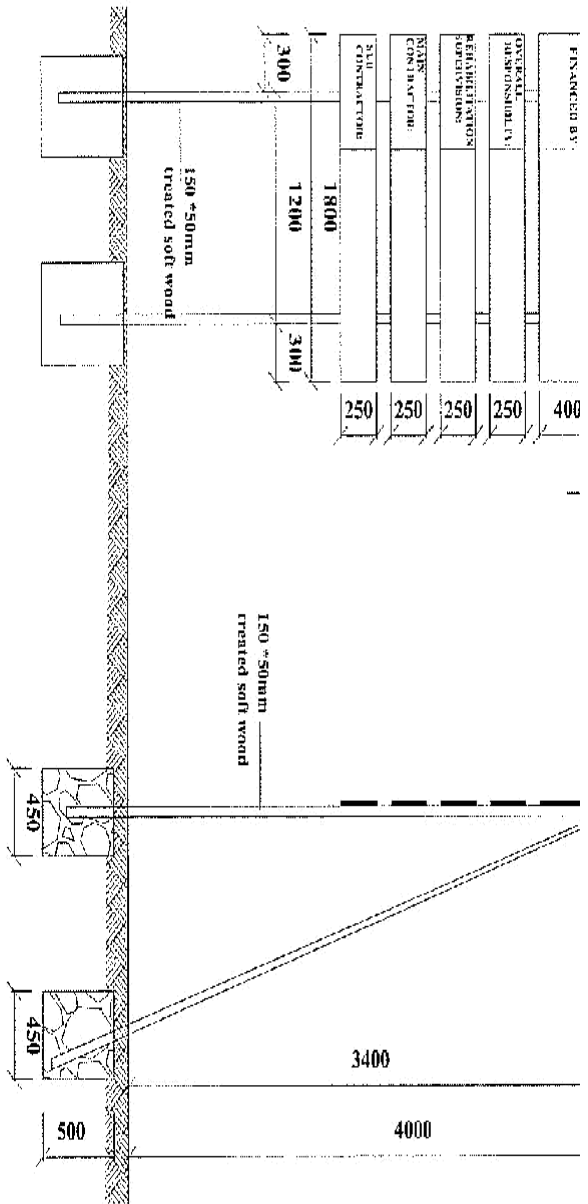 FINANCED BY
OVERALL
RESPONSIBILITY:
REHABILITATION
SUPERVISION:
MAIN
CONTRACTOR:
SUB
CONTRACTOR:
400
250
250
250
250
300
1200
300
1800
150 *50mm
treated soft wood
150 *50mm
treated soft wood
450
450
3400
4000
500